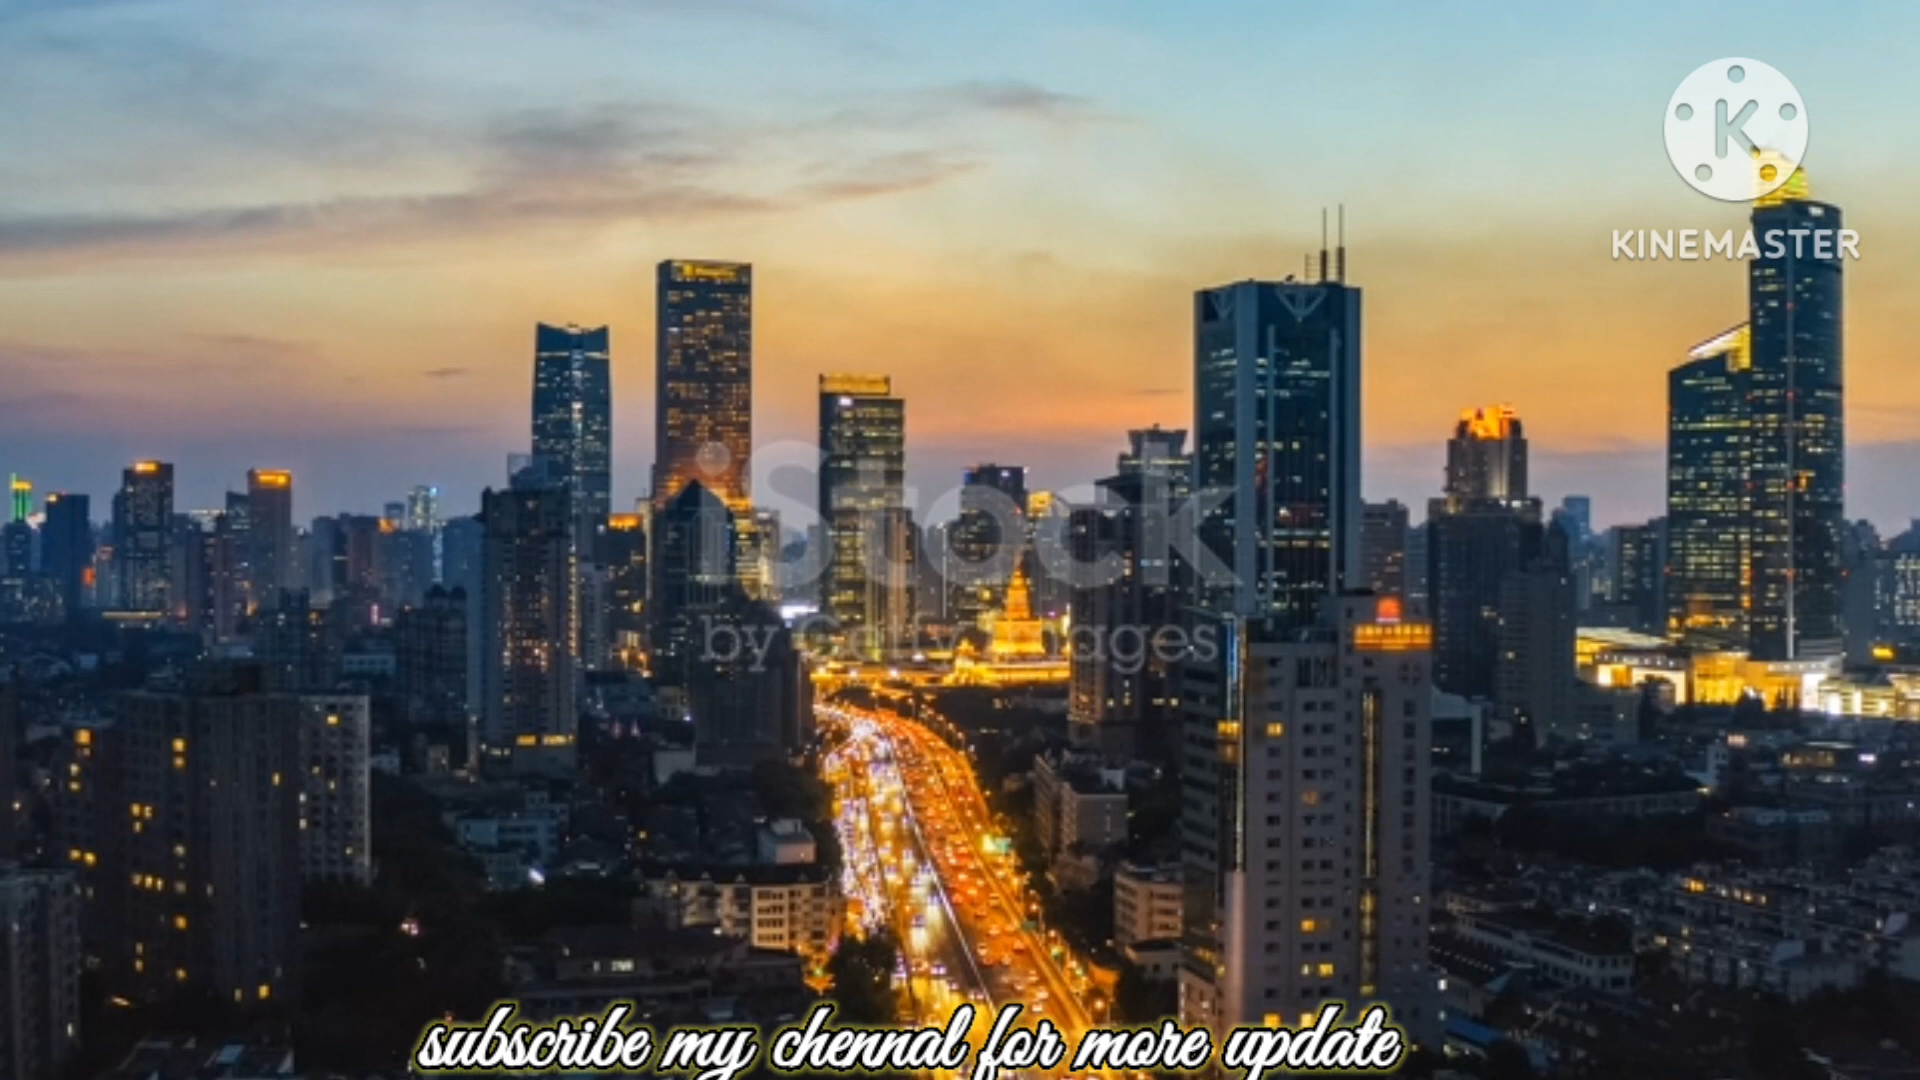 K
KINEMASTER
iStock
by Getty Images
subscribe my chennal for more update